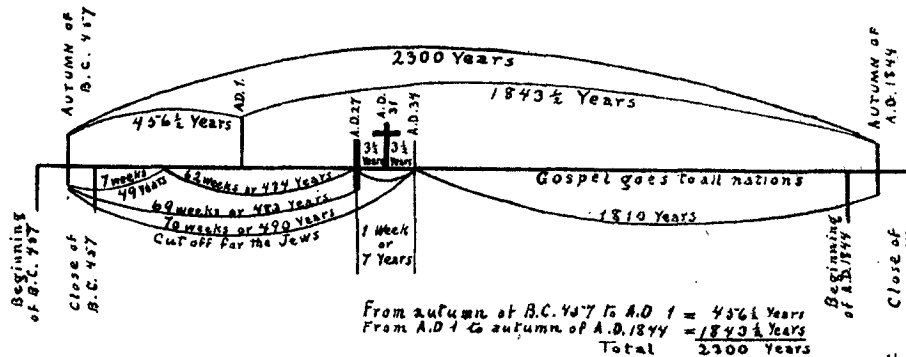 AUTUMN OF
B.C. 457
2300 Years
AUTUMN OF
A.D. 1844
A.D. 1.
1843½ Years
456½ Years
A.D. 27
A.D.
31
A.D. 34
3½
Years
3½
Years
7 weeks
49 Years
62 weeks or 434 Years
69 weeks or 483 Years
70 weeks or 490 Years
Cut off for the Jews
1 Week
or
7 Years
Gospel goes to all nations
1810 Years
Beginning
of B.C. 457
Close of
B.C. 457
Beginning
of A.D. 1844
Close of
From autumn of B.C. 457 to A.D 1 = 456½ Years
From A.D 1 to autumn of A.D. 1844 = 1843½ Years
Total 2300 Years